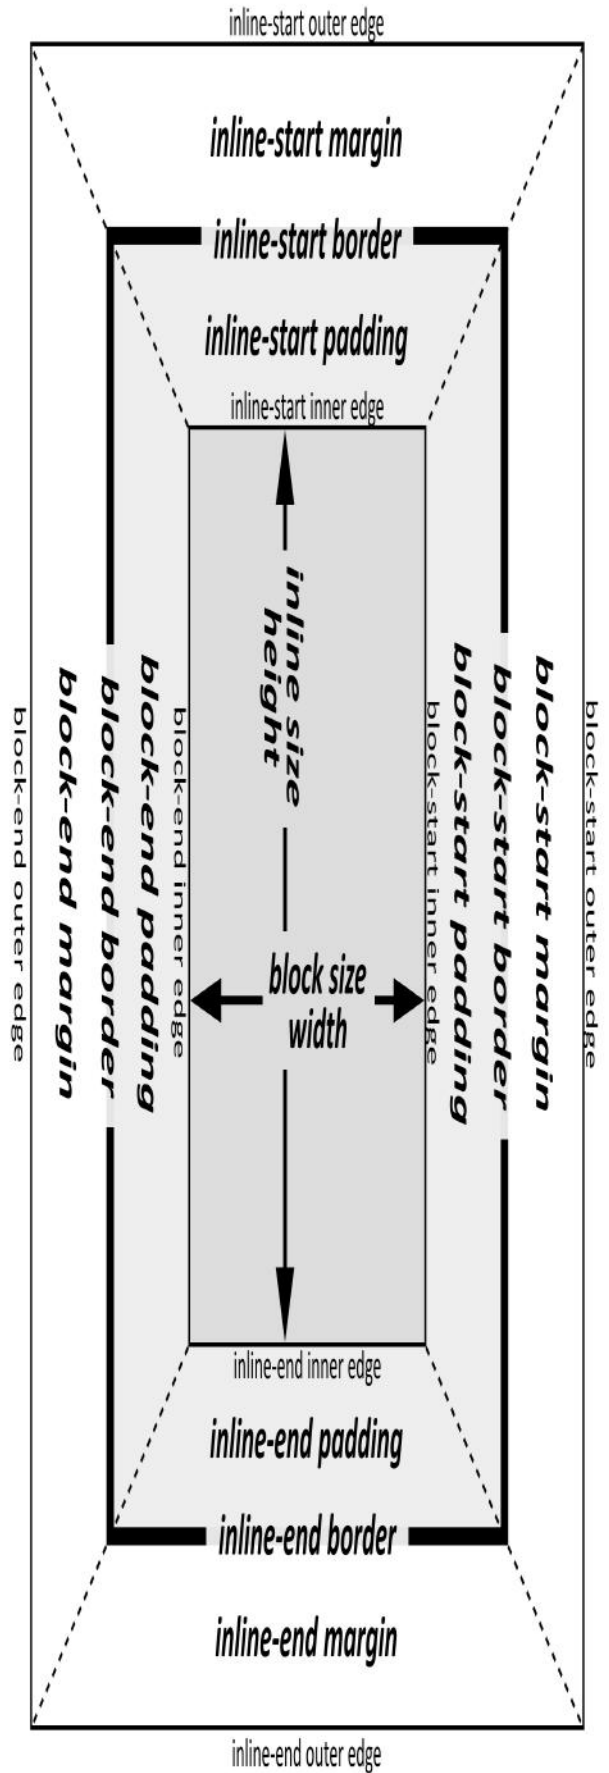 inline-start outer edge
inline-start margin
inline-start border
inline-start padding
inline-start inner edge
block-end outer edge
block-end margin
block-end border
block-end padding
block-end inner edge
inline size
height
block size
width
block-start inner edge
block-start padding
block-start border
block-start margin
block-start outer edge
inline-end inner edge
inline-end padding
inline-end border
inline-end margin
inline-end outer edge